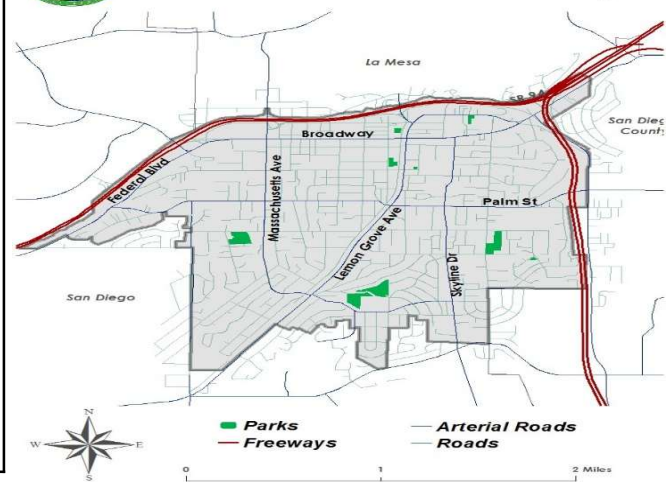 La Mesa
SR 94
San Dieg
County
Broadway
Federal Blvd
Massachusetts Ave
Palm St
Lemon Grove Ave
Skyline Dr
San Diego
N
W
E
S
Parks
Arterial Roads
Freeways
Roads
0
1
2 Miles